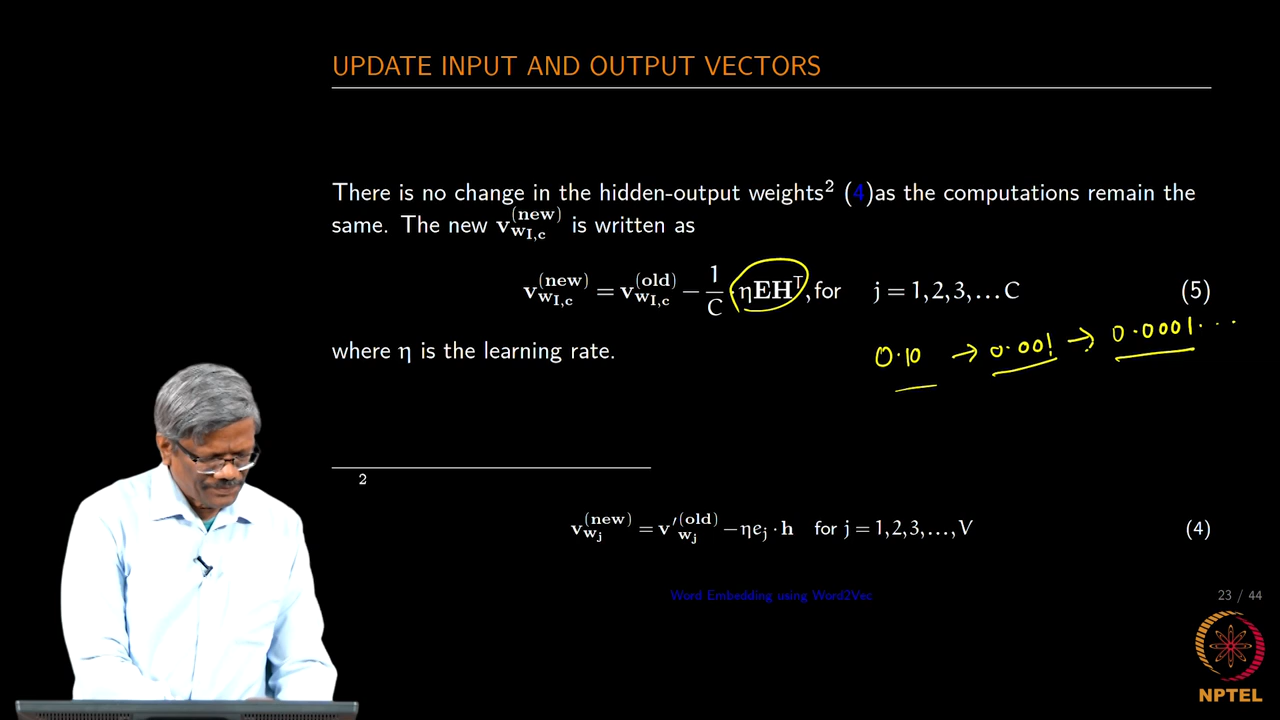 UPDATE INPUT AND OUTPUT VECTORS
There is no change in the hidden-output weights² (4)as the computations remain the
same. The new v_{w_{I,c}}^{(new)} is written as
v_{w_{I,c}}^{(new)} = v_{w_{I,c}}^{(old)} − \frac{1}{C} · ηEH^T, for j = 1,2,3,...C (5)
where η is the learning rate.
0.10 → 0.001 → 0.0001...
2
v_{w_j}^{(new)} = v'_{w_j}^{(old)} − ηe_j · h for j = 1,2,3,...,V (4)
Word Embedding using Word2Vec
23 / 44
NPTEL